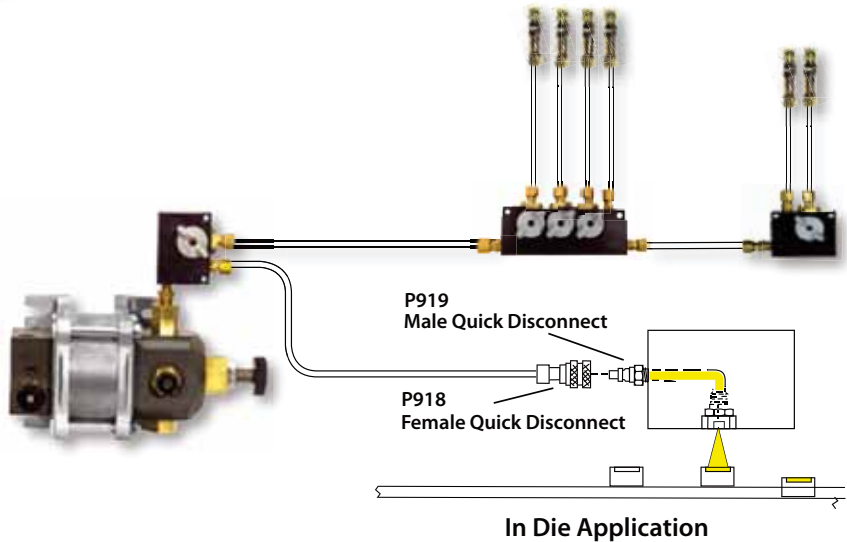 P919
Male Quick Disconnect
P918
Female Quick Disconnect
In Die Application